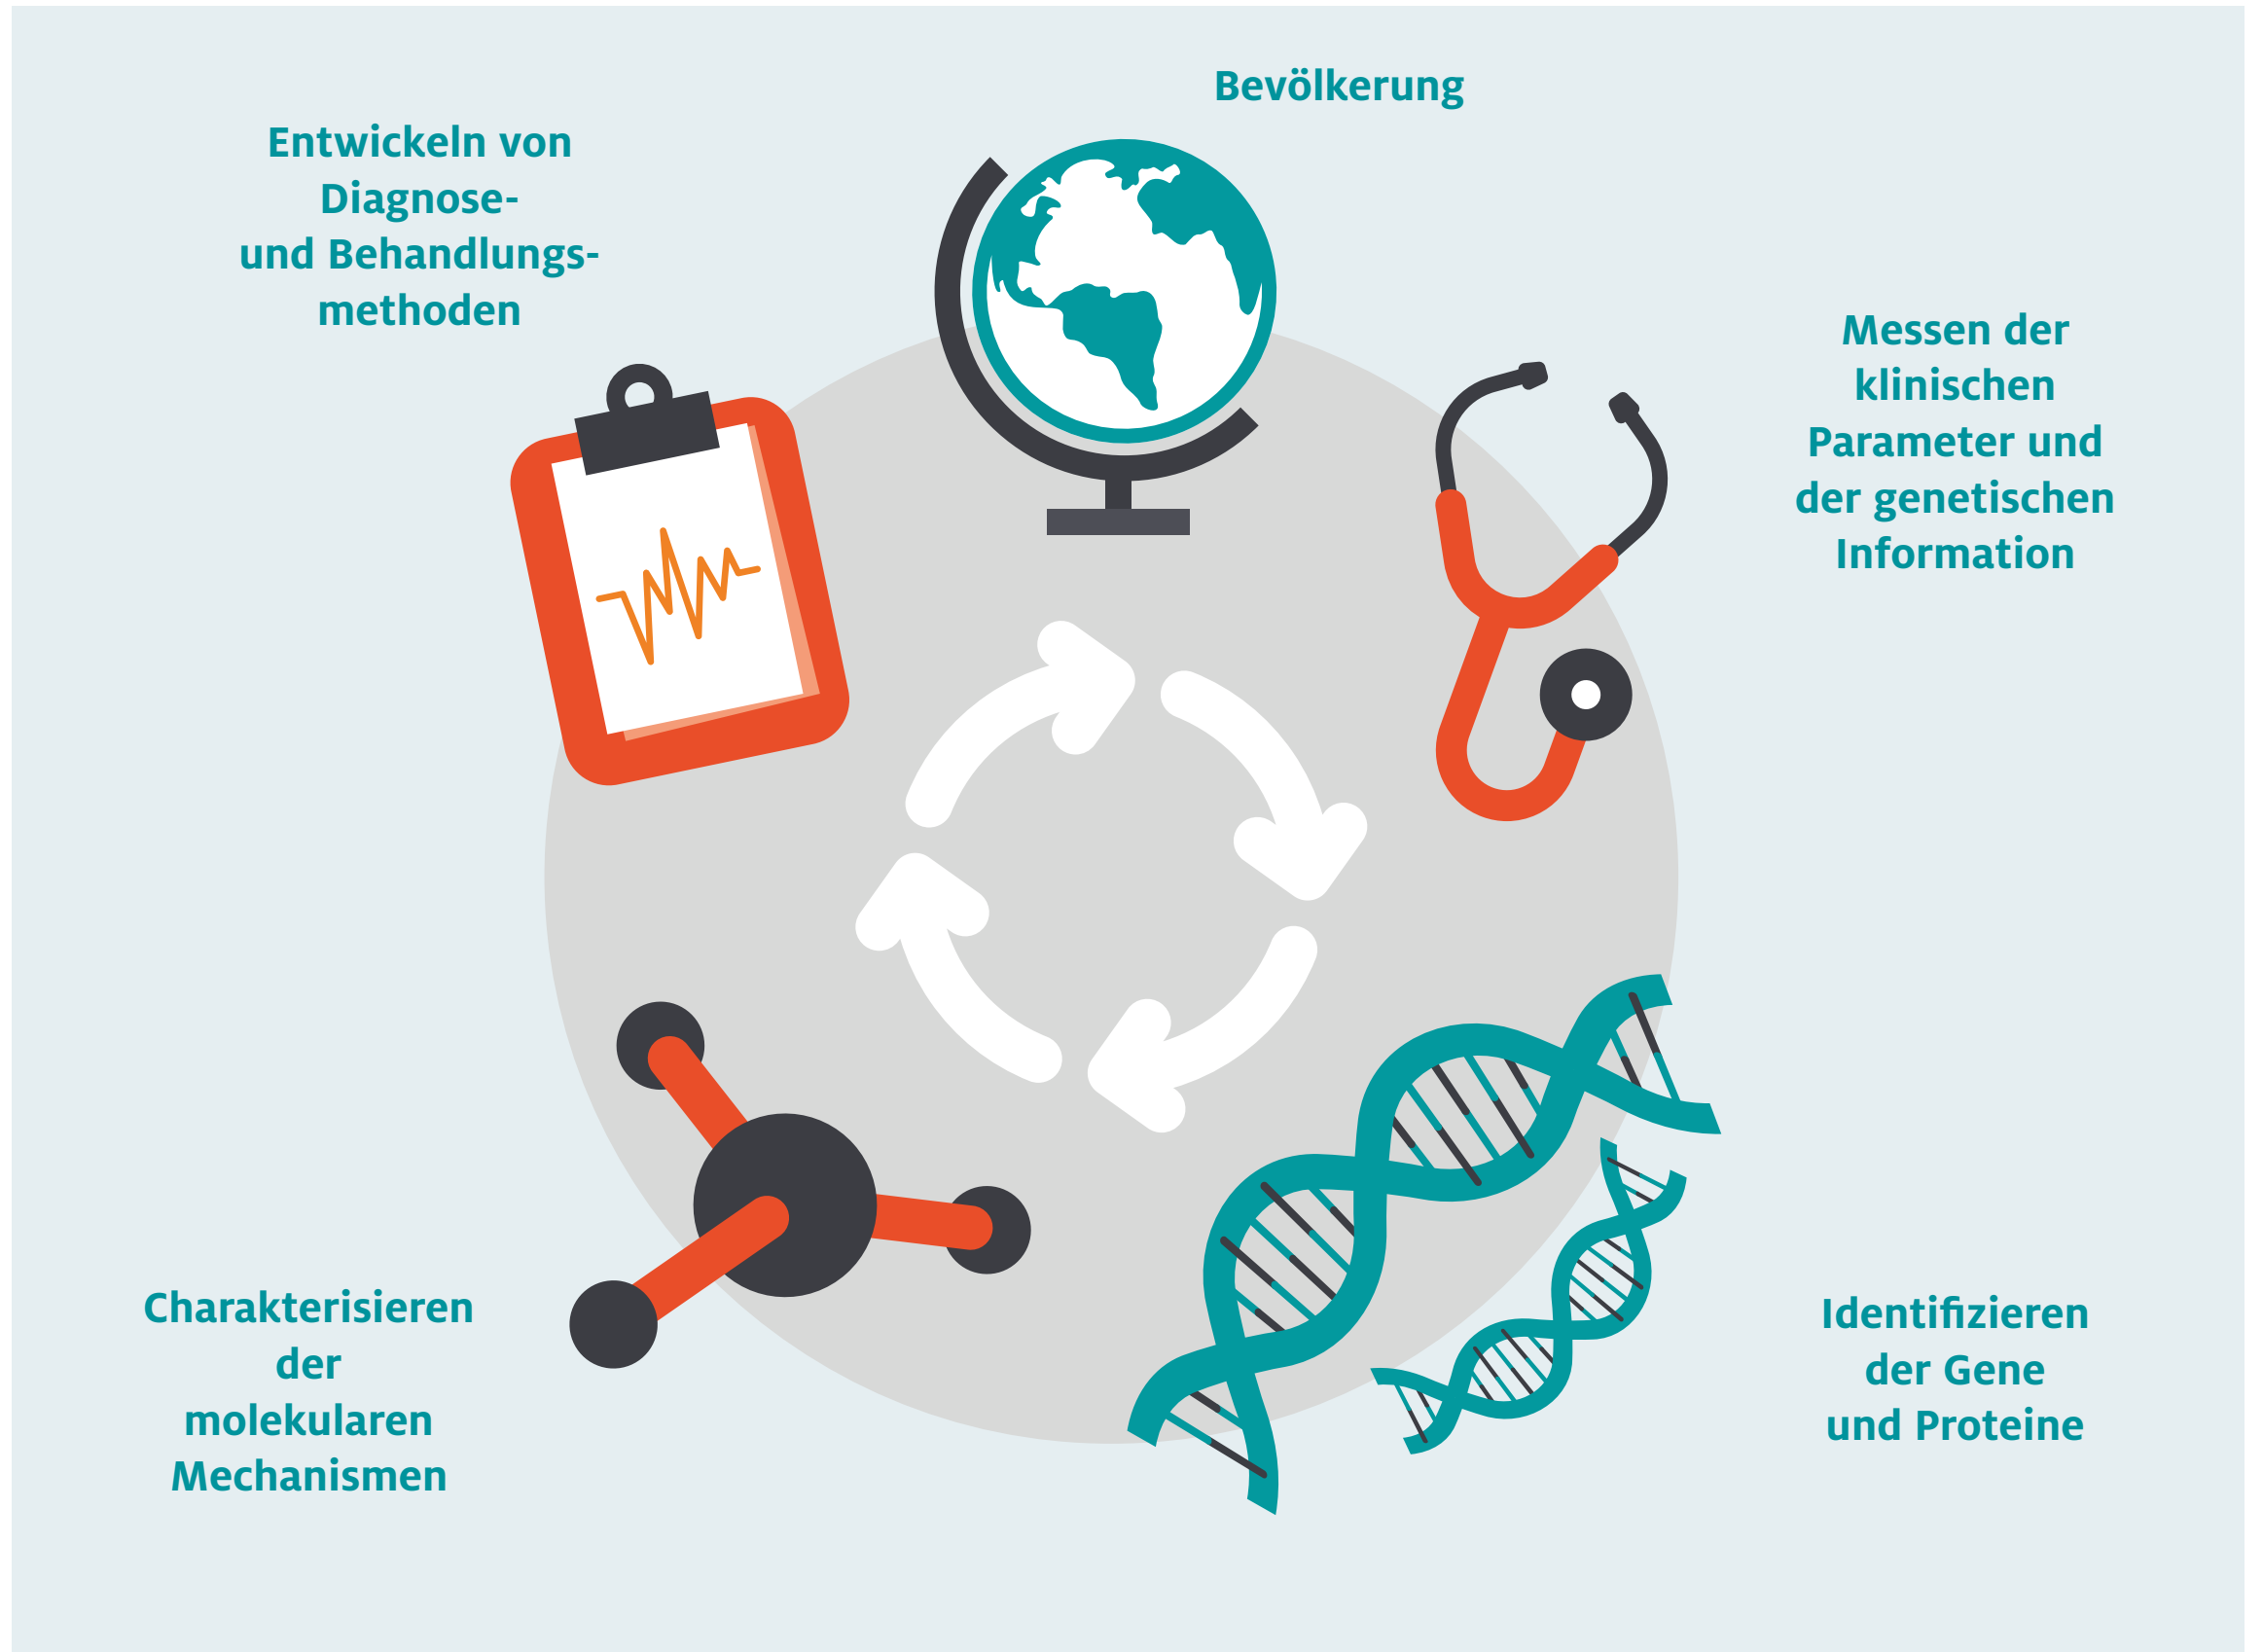 Bevölkerung
Entwickeln von
Diagnose-
und Behandlungs-
methoden
Messen der
klinischen
Parameter und
der genetischen
Information
Charakterisieren
der
molekularen
Mechanismen
Identifizieren
der Gene
und Proteine